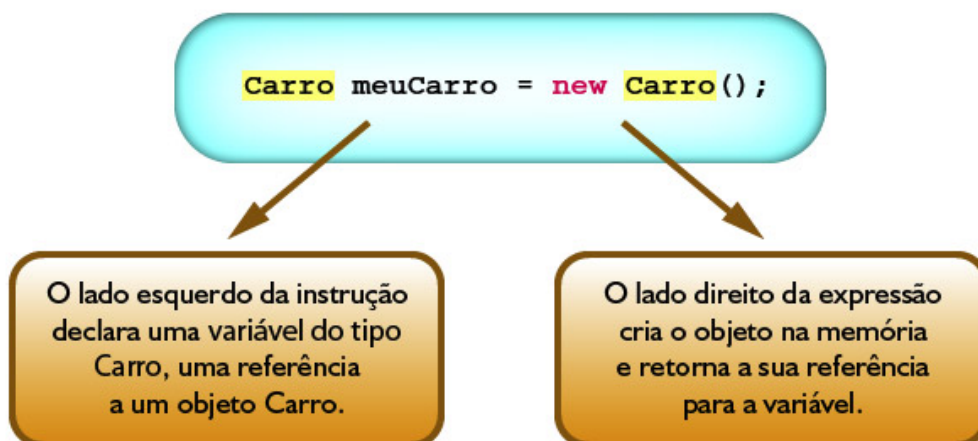 Carro meuCarro = new Carro();
O lado esquerdo da instrução
declara uma variável do tipo
Carro, uma referência
a um objeto Carro.
O lado direito da expressão
cria o objeto na memória
e retorna a sua referência
para a variável.